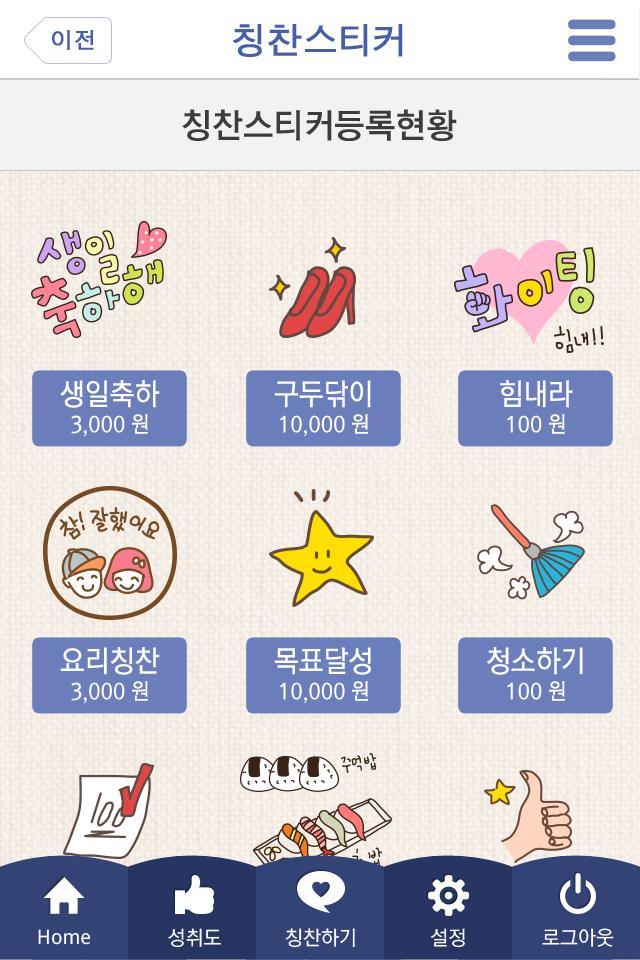 이전
칭찬스티커
칭찬스티커등록현황
생일
축하해
화이팅
힘내!!
생일축하
3,000 원
구두닦이
10,000 원
힘내라
100 원
참! 잘했어요
요리칭찬
3,000 원
목표달성
10,000 원
청소하기
100 원
100
주먹밥
Home
성취도
칭찬하기
설정
로그아웃